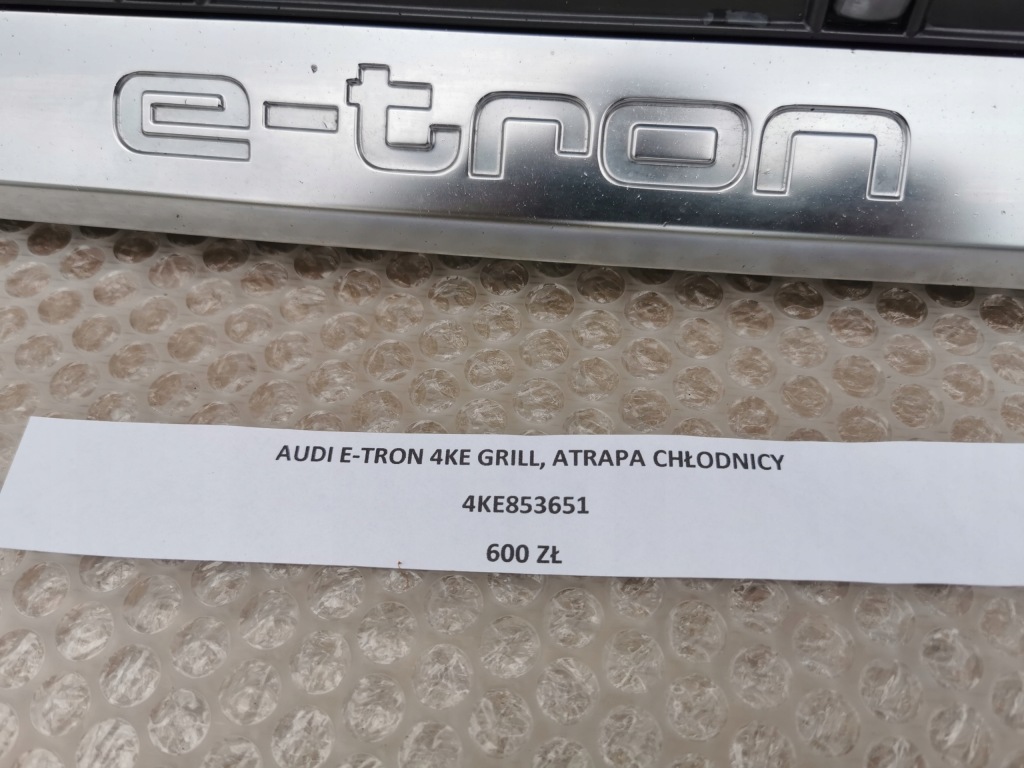 e-tron
AUDI E-TRON 4KE GRILL, ATRAPA CHŁODNICY
4KE853651
600 ZŁ